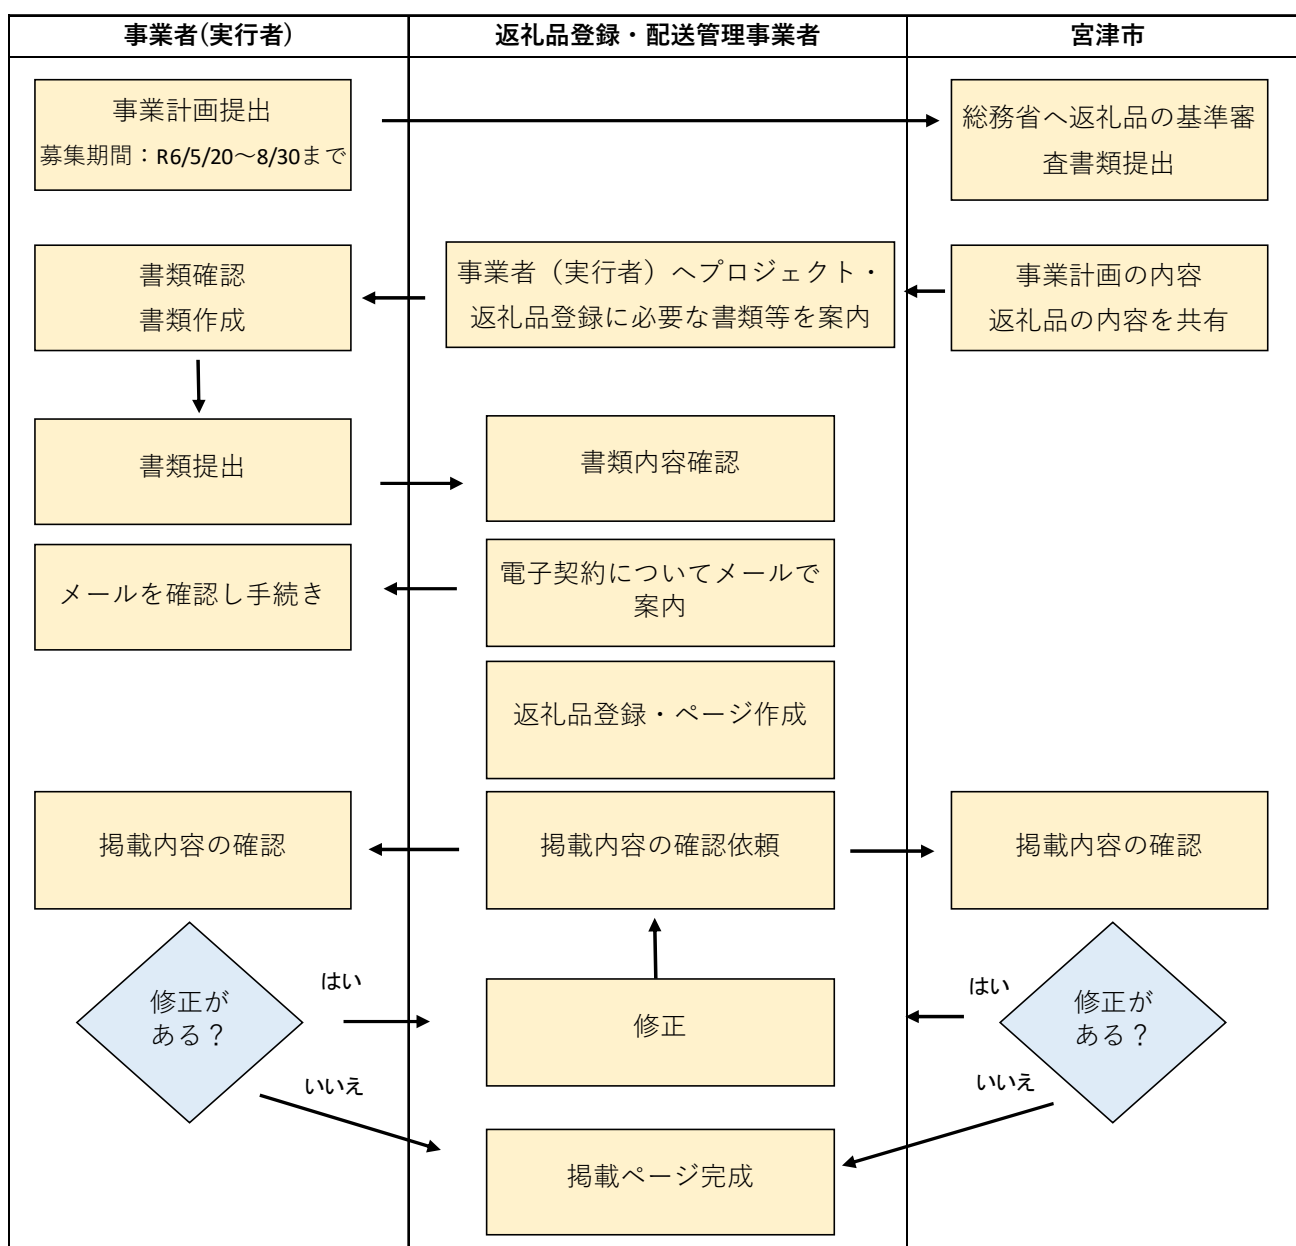 事業者(実行者)
返礼品登録・配送管理事業者
宮津市
事業計画提出
募集期間：R6/5/20～8/30まで
総務省へ返礼品の基準審
査書類提出
書類確認
書類作成
事業者（実行者）へプロジェクト・
返礼品登録に必要な書類等を案内
事業計画の内容
返礼品の内容を共有
書類提出
書類内容確認
メールを確認し手続き
電子契約についてメールで
案内
返礼品登録・ページ作成
掲載内容の確認
掲載内容の確認依頼
掲載内容の確認
修正が
ある？
はい
いいえ
修正
はい
いいえ
修正が
ある？
掲載ページ完成